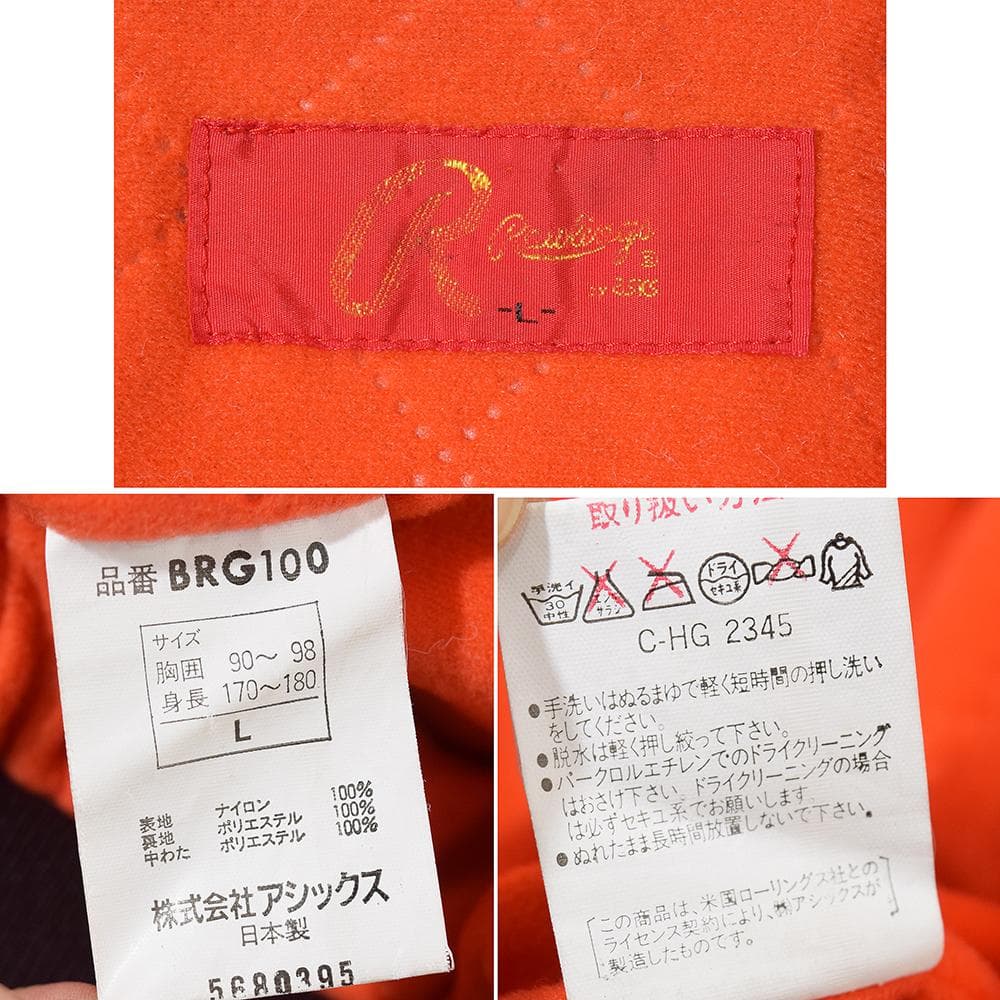 R Rawlings
®
by asics
-L-
品番 BRG100
サイズ
胸囲 90〜 98
身長 170〜180
L
表地 ナイロン 100%
裏地 ポリエステル 100%
中わた ポリエステル 100%
株式会社アシックス
日本製
5680395
取り扱い方法
手洗イ
30
中性
エンソ
サラシ
ドライ
セキユ系
C-HG 2345
●手洗いはぬるまゆで軽く短時間の押し洗い
をしてください。
●脱水は軽く押し絞って下さい。
●パークロルエチレンでのドライクリーニング
はおさけ下さい。ドライクリーニングの場合
は必ずセキユ系でお願いします。
●ぬれたまま長時間放置しないで下さい。
[この商品は、米国ローリングス社との
ライセンス契約により、㈱アシックスが
製造したものです。]